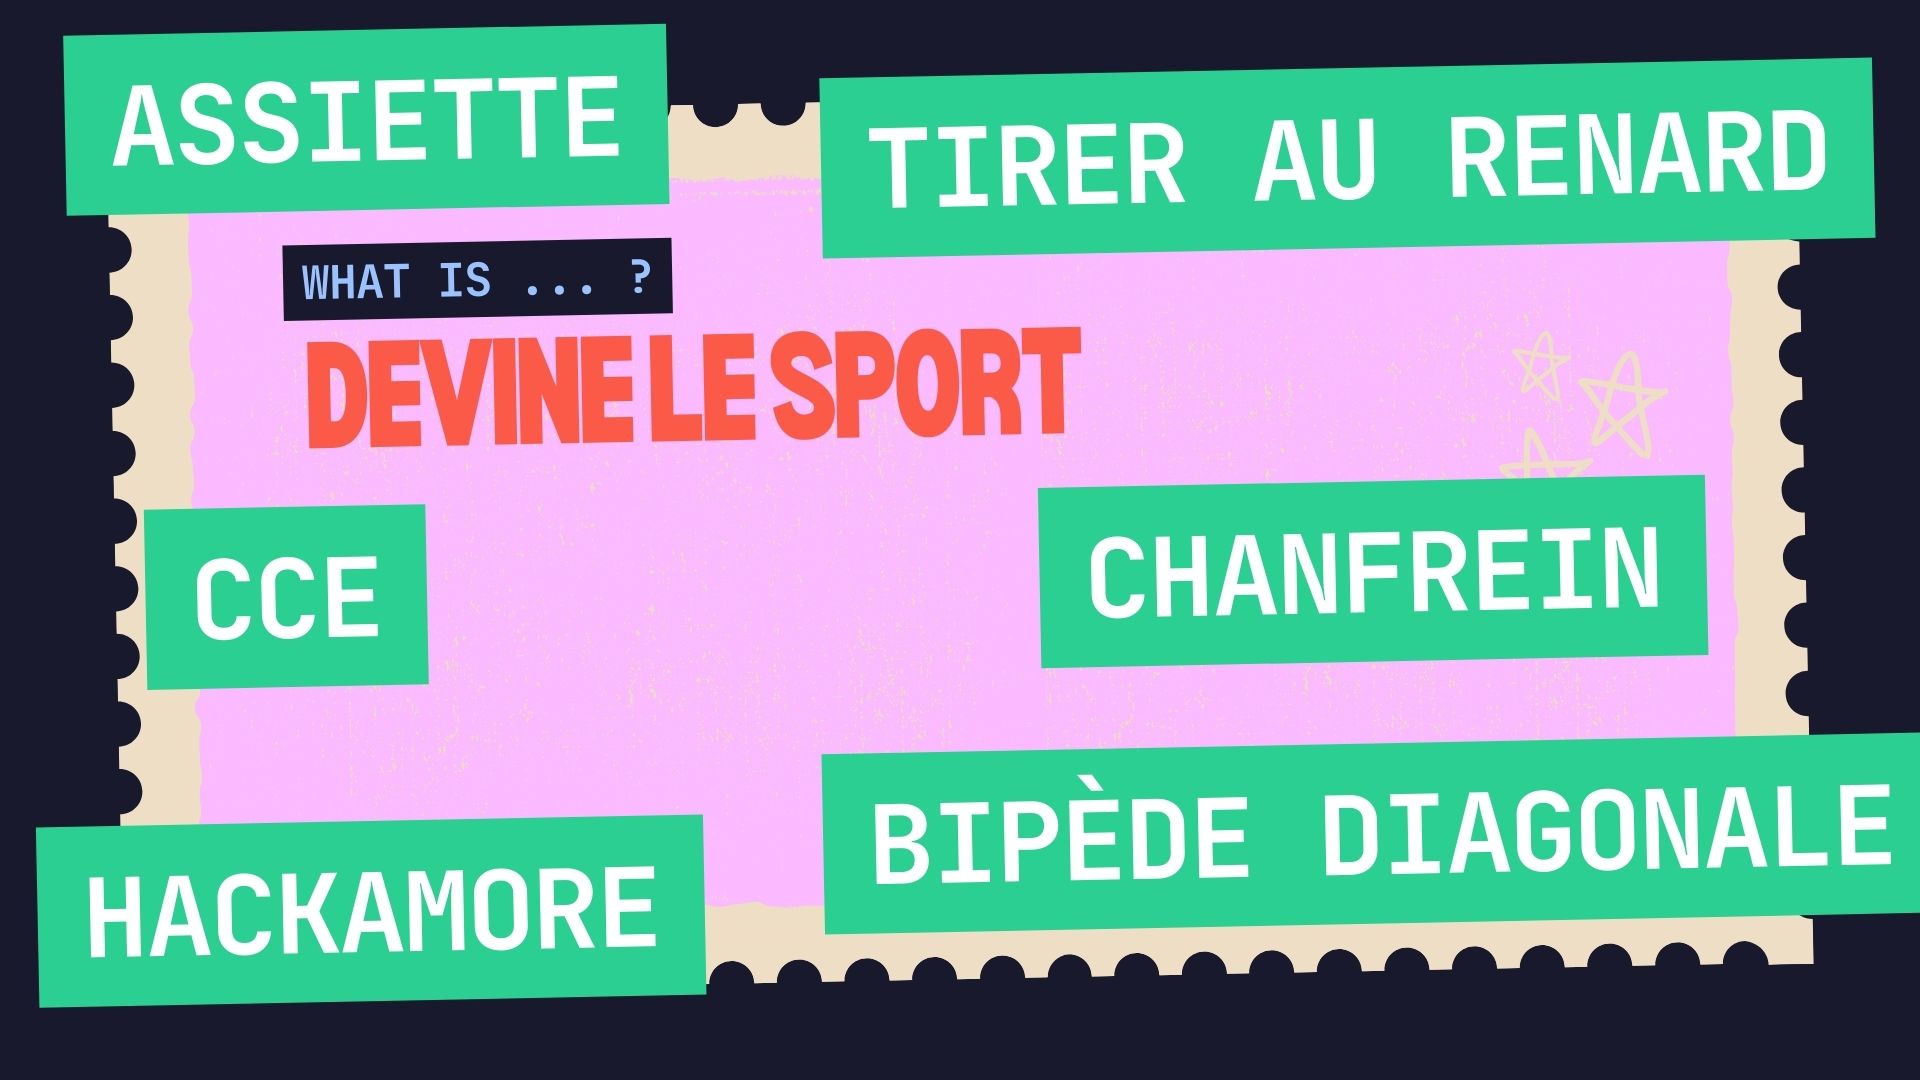 ASSIETTE
TIRER AU RENARD
WHAT IS ... ?
DEVINE LE SPORT
CCE
CHANFREIN
HACKAMORE
BIPÈDE DIAGONALE